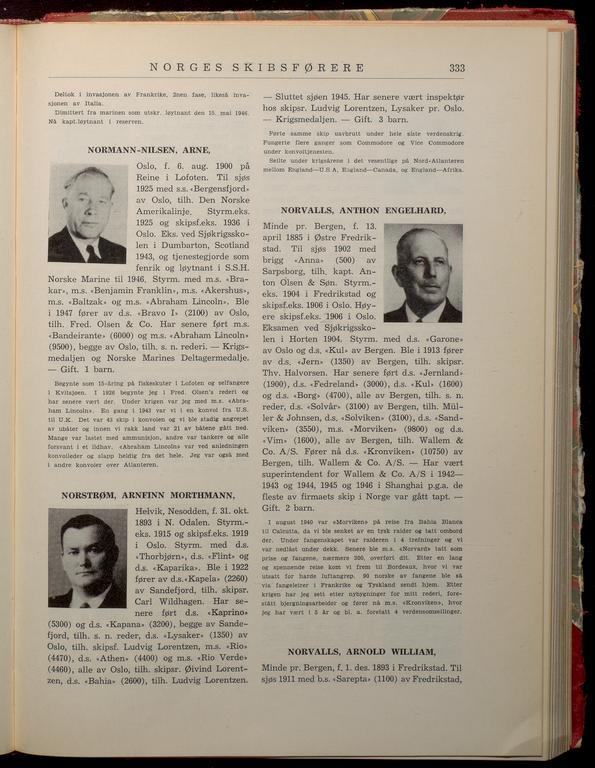 NORGES SKIBSFØRERE
333
Deltok i invasjonen av Frankrike, 2nen fase, likeså inva-
sjonen av Italia.
Dimittert fra marinen som utskr. løytnant den 15. mai 1946.
Nå kapt.løytnant i reserven.
NORMANN-NILSEN, ARNE,
Oslo, f. 6. aug. 1900 på
Reine i Lofoten. Til sjøs
1925 med s.s. «Bergensfjord»
av Oslo, tilh. Den Norske
Amerikalinje. Styrm.eks.
1925 og skipsf.eks. 1936 i
Oslo. Eks. ved Sjøkrigssko-
len i Dumbarton, Scotland
1943, og tjenestegjorde som
fenrik og løytnant i S.S.H.
Norske Marine til 1946. Styrm. med m.s. «Bra-
kar», m.s. «Benjamin Franklin», m.s. «Akershus»,
m.s. «Baltzak» og m.s. «Abraham Lincoln». Ble
i 1947 fører av d.s. «Bravo I» (2100) av Oslo,
tilh. Fred. Olsen & Co. Har senere ført m.s.
«Bandeirante» (6000) og m.s. «Abraham Lincoln»
(9500), begge av Oslo, tilh. s. n. rederi. — Krigs-
medaljen og Norske Marines Deltagermedalje.
— Gift. 1 barn.
Begynte som 15-åring på fiskeskuter i Lofoten og selfangere
i Kvitsjøen. I 1926 begynte jeg i Fred. Olsen's rederi og
har senere vært der. Under krigen var jeg med m.s. «Abra-
ham Lincoln». En gang i 1943 var vi i en konvoi fra U.S.
til U.K. Det var 43 skip i konvoien og vi ble stadig angrepet
av ubåter og innen vi rakk land var 21 av båtene gått ned.
Mange var lastet med ammunisjon, andre var tankere og alle
forsvant i et ildhav. «Abraham Lincoln» var ved anledningen
konvoileder og slapp heldig fra det hele. Jeg var også med
i andre konvoier over Atlanteren.
NORSTRØM, ARNFINN MORTHMANN,
Helvik, Nesodden, f. 31. okt.
1893 i N. Odalen. Styrm.-
eks. 1915 og skipsf.eks. 1919
i Oslo. Styrm. med d.s.
«Thorbjørn», d.s. «Flint» og
d.s. «Kaparika». Ble i 1922
fører av d.s. «Kapela» (2260)
av Sandefjord, tilh. skipsr.
Carl Wildhagen. Har se-
nere ført d.s. «Kaprino»
(5300) og d.s. «Kapana» (3200), begge av Sande-
fjord, tilh. s. n. reder, d.s. «Lysaker» (1350) av
Oslo, tilh. skipsf. Ludvig Lorentzen, m.s. «Rio»
(4470), d.s. «Athen» (4400) og m.s. «Rio Verde»
(4460), alle av Oslo, tilh. skipsr. Øivind Lorent-
zen, d.s. «Bahia» (2600), tilh. Ludvig Lorentzen.
— Sluttet sjøen 1945. Har senere vært inspektør
hos skipsr. Ludvig Lorentzen, Lysaker pr. Oslo.
— Krigsmedaljen. — Gift. 3 barn.
Førte samme skip uavbrutt under hele siste verdenskrig.
Fungerte flere ganger som Commodore og Vice Commodore
under konvoitjenesten.
Seilte under krigsårene i det vesentlige på Nord-Atlanteren
mellom England—U.S.A, England—Canada, og England—Afrika.
NORVALLS, ANTHON ENGELHARD,
Minde pr. Bergen, f. 13.
april 1885 i Østre Fredrik-
stad. Til sjøs 1902 med
brigg «Anna» (500) av
Sarpsborg, tilh. kapt. An-
ton Olsen & Søn. Styrm.-
eks. 1904 i Fredrikstad og
skipsf.eks. 1906 i Oslo. Høy-
ere skipsf.eks. 1906 i Oslo.
Eksamen ved Sjøkrigssko-
len i Horten 1904. Styrm. med d.s. «Garone»
av Oslo og d.s, «Kul» av Bergen. Ble i 1913 fører
av d.s. «Jern» (1350) av Bergen, tilh. skipsr.
Thv. Halvorsen. Har senere ført d.s. «Jernland»
(1900), d.s. «Fedreland» (3000), d.s. «Kul» (1600)
og d.s. «Borg» (4700), alle av Bergen, tilh. s. n.
reder, d.s. «Solvår» (3100) av Bergen, tilh. Mül-
ler & Johnsen, d.s. «Solviken» (3100), d.s. «Sand-
viken» (3550), m.s. «Morviken» (9800) og d.s.
«Vim» (1600), alle av Bergen, tilh. Wallem &
Co. A/S. Fører nå d.s. «Kronviken» (10750) av
Bergen, tilh. Wallem & Co. A/S. — Har vært
superintendent for Wallem & Co. A/S i 1942—
1943 og 1944, 1945 og 1946 i Shanghai p.g.a. de
fleste av firmaets skip i Norge var gått tapt. —
Gift. 2 barn.
I august 1940 var «Morviken» på reise fra Bahia Blanca
til Calcutta, da vi ble senket av en tysk raider og tatt ombord
der. Under fangenskapet var raideren i 4 trefninger og vi
var nedlåst under dekk. Senere ble m.s. «Norvard» tatt som
prise og fangene, nærmere 300, overført dit. Etter en lang
og spennende reise kom vi frem til Bordeaux, hvor vi var
utsatt for harde luftangrep. 90 norske av fangene ble så
via fangeleirer i Frankrike og Tyskland sendt hjem. Etter
krigen har jeg sett etter nybygninger for mitt rederi, fore-
stått bjergningsarbeider og fører nå m.s. «Kronviken», hvor
jeg har vært i 5 år og bl. a. foretatt 4 verdensomseilinger.
NORVALLS, ARNOLD WILLIAM,
Minde pr. Bergen, f. 1. des. 1893 i Fredrikstad. Til
sjøs 1911 med b.s. «Sarepta» (1100) av Fredrikstad,